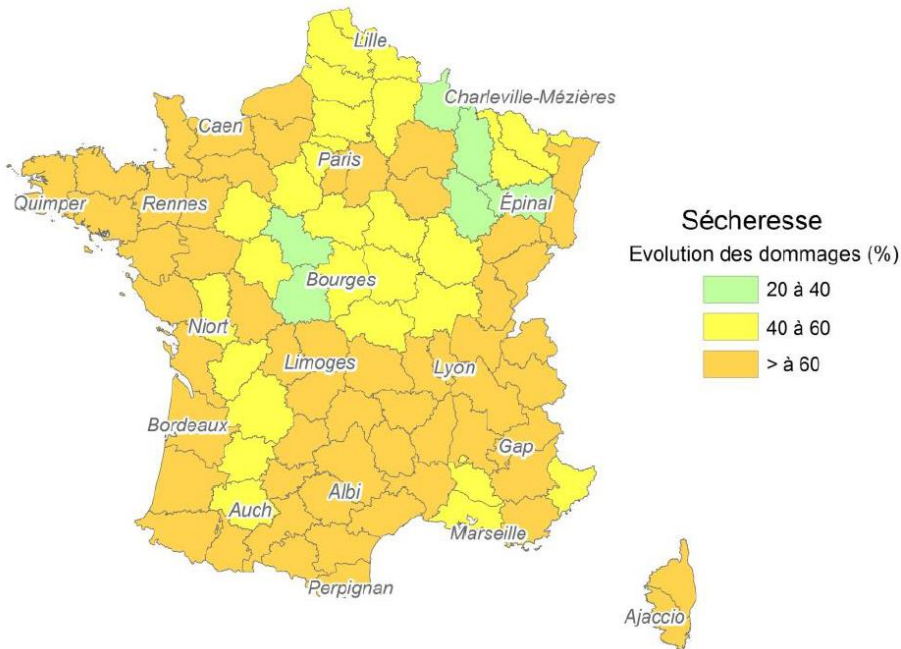 Lille
Charleville-Mézières
Caen
Paris
Quimper
Rennes
Épinal
Bourges
Niort
Limoges
Lyon
Bordeaux
Gap
Auch
Albi
Marseille
Perpignan
Ajaccio
Sécheresse
Evolution des dommages (%)
20 à 40
40 à 60
> à 60